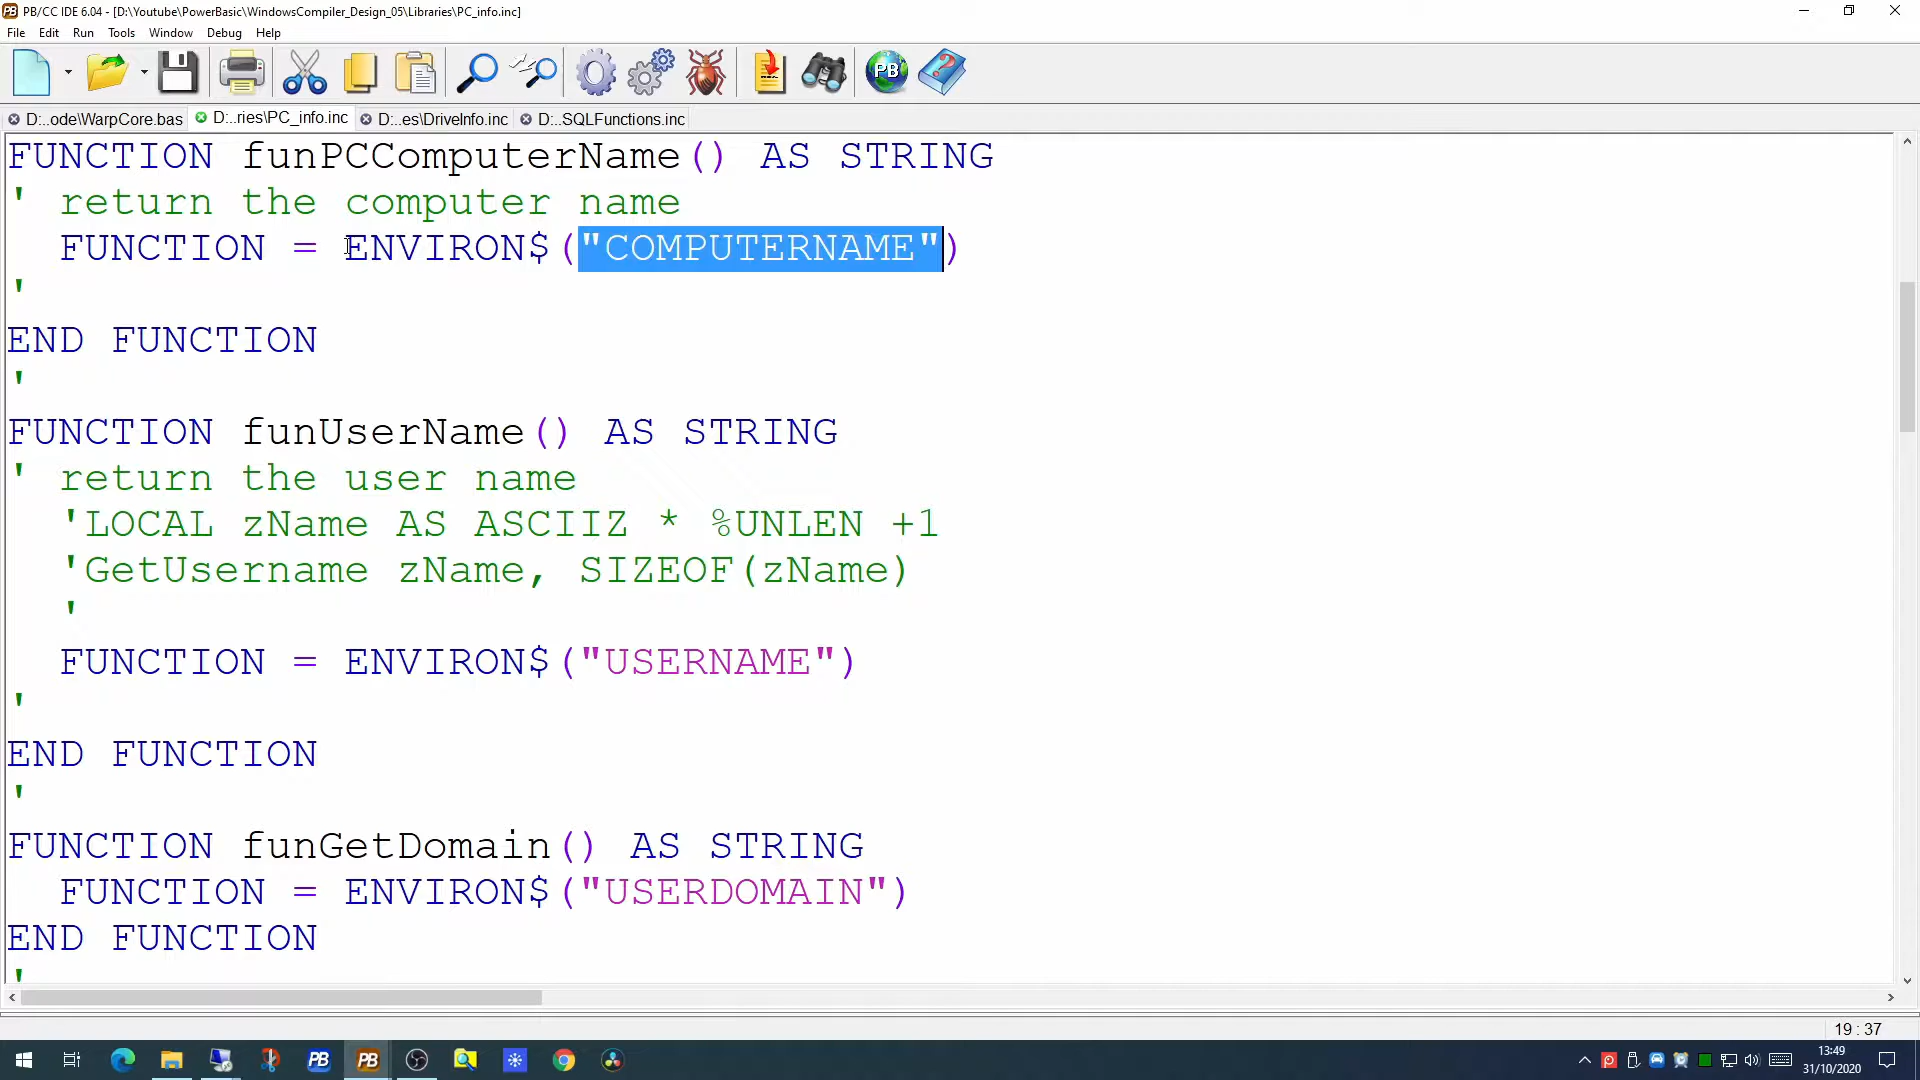 PB/CC IDE 6.04 - [D:\Youtube\PowerBasic\WindowsCompiler_Design_05\Libraries\PC_info.inc]
File Edit Run Tools Window Debug Help
PB
D:..ode\WarpCore.bas D:..ries\PC_info.inc D:..es\DriveInfo.inc D:..SQLFunctions.inc
FUNCTION funPCComputerName() AS STRING
' return the computer name
FUNCTION = ENVIRON$("COMPUTERNAME")
'
END FUNCTION
'
FUNCTION funUserName() AS STRING
' return the user name
'LOCAL zName AS ASCIIZ * %UNLEN +1
'GetUsername zName, SIZEOF(zName)
'
FUNCTION = ENVIRON$("USERNAME")
'
END FUNCTION
'
FUNCTION funGetDomain() AS STRING
FUNCTION = ENVIRON$("USERDOMAIN")
END FUNCTION
'
19 : 37
PB PB
13:49
31/10/2020